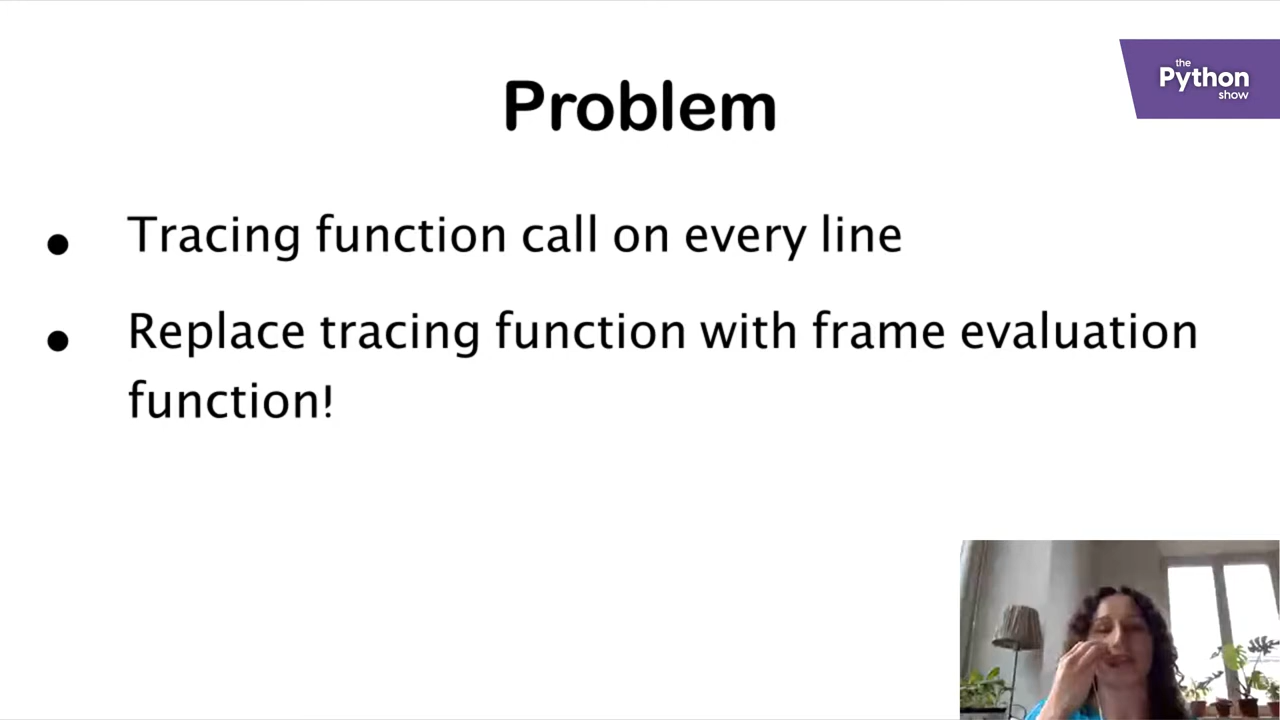 the
Python
show
Problem
• Tracing function call on every line
• Replace tracing function with frame evaluation
function!